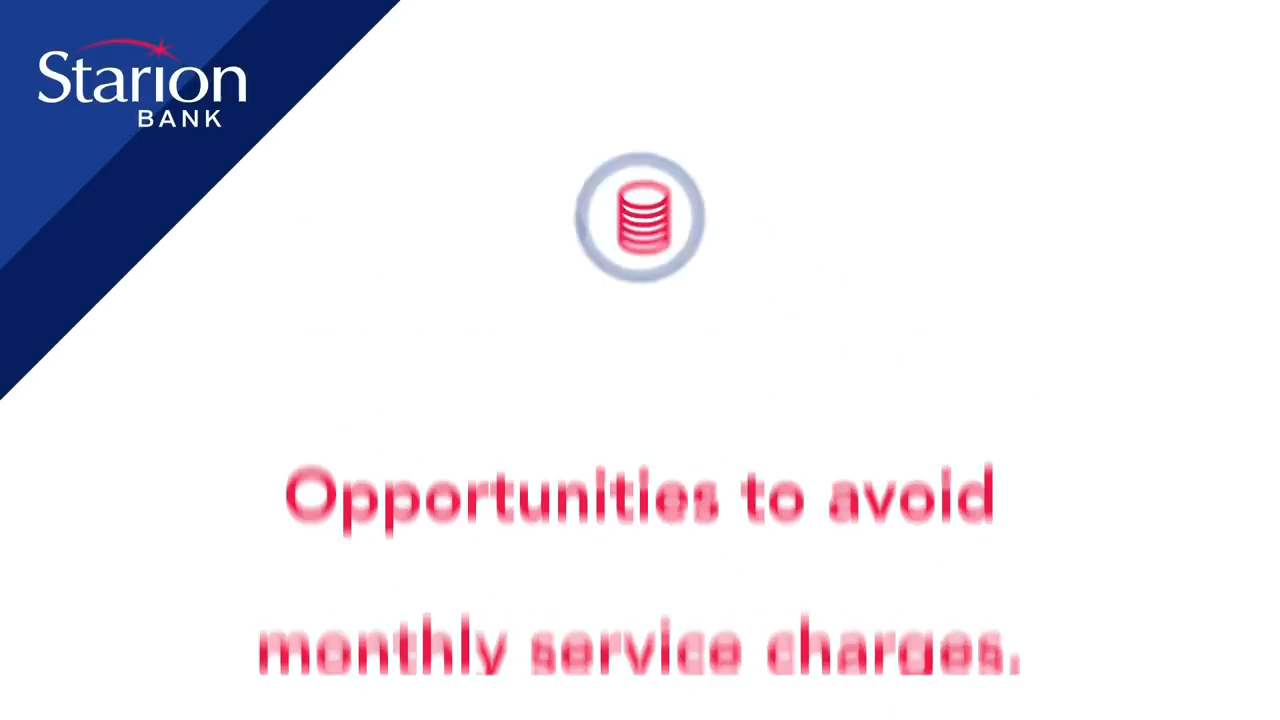 Starion
BANK
Opportunities to avoid
monthly service charges.